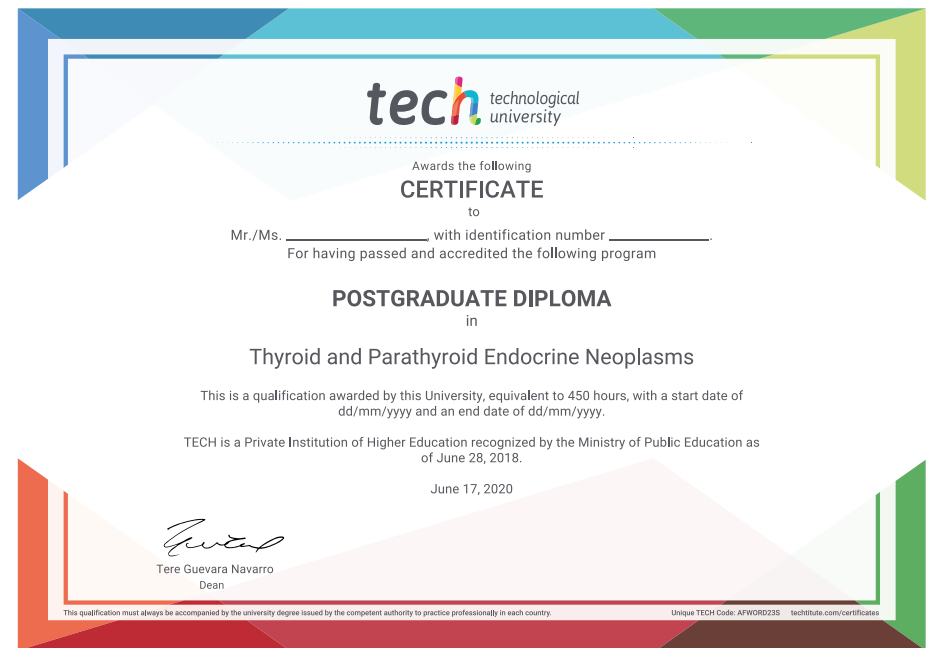 tech technological
university
Awards the following
CERTIFICATE
to
Mr./Ms. ____________________, with identification number ______________.
For having passed and accredited the following program
POSTGRADUATE DIPLOMA
in
Thyroid and Parathyroid Endocrine Neoplasms
This is a qualification awarded by this University, equivalent to 450 hours, with a start date of
dd/mm/yyyy and an end date of dd/mm/yyyy.
TECH is a Private Institution of Higher Education recognized by the Ministry of Public Education as
of June 28, 2018.
June 17, 2020
Tere Guevara Navarro
Dean
This qualification must always be accompanied by the university degree issued by the competent authority to practice professionally in each country. Unique TECH Code: AFWORD23S techtitute.com/certificates